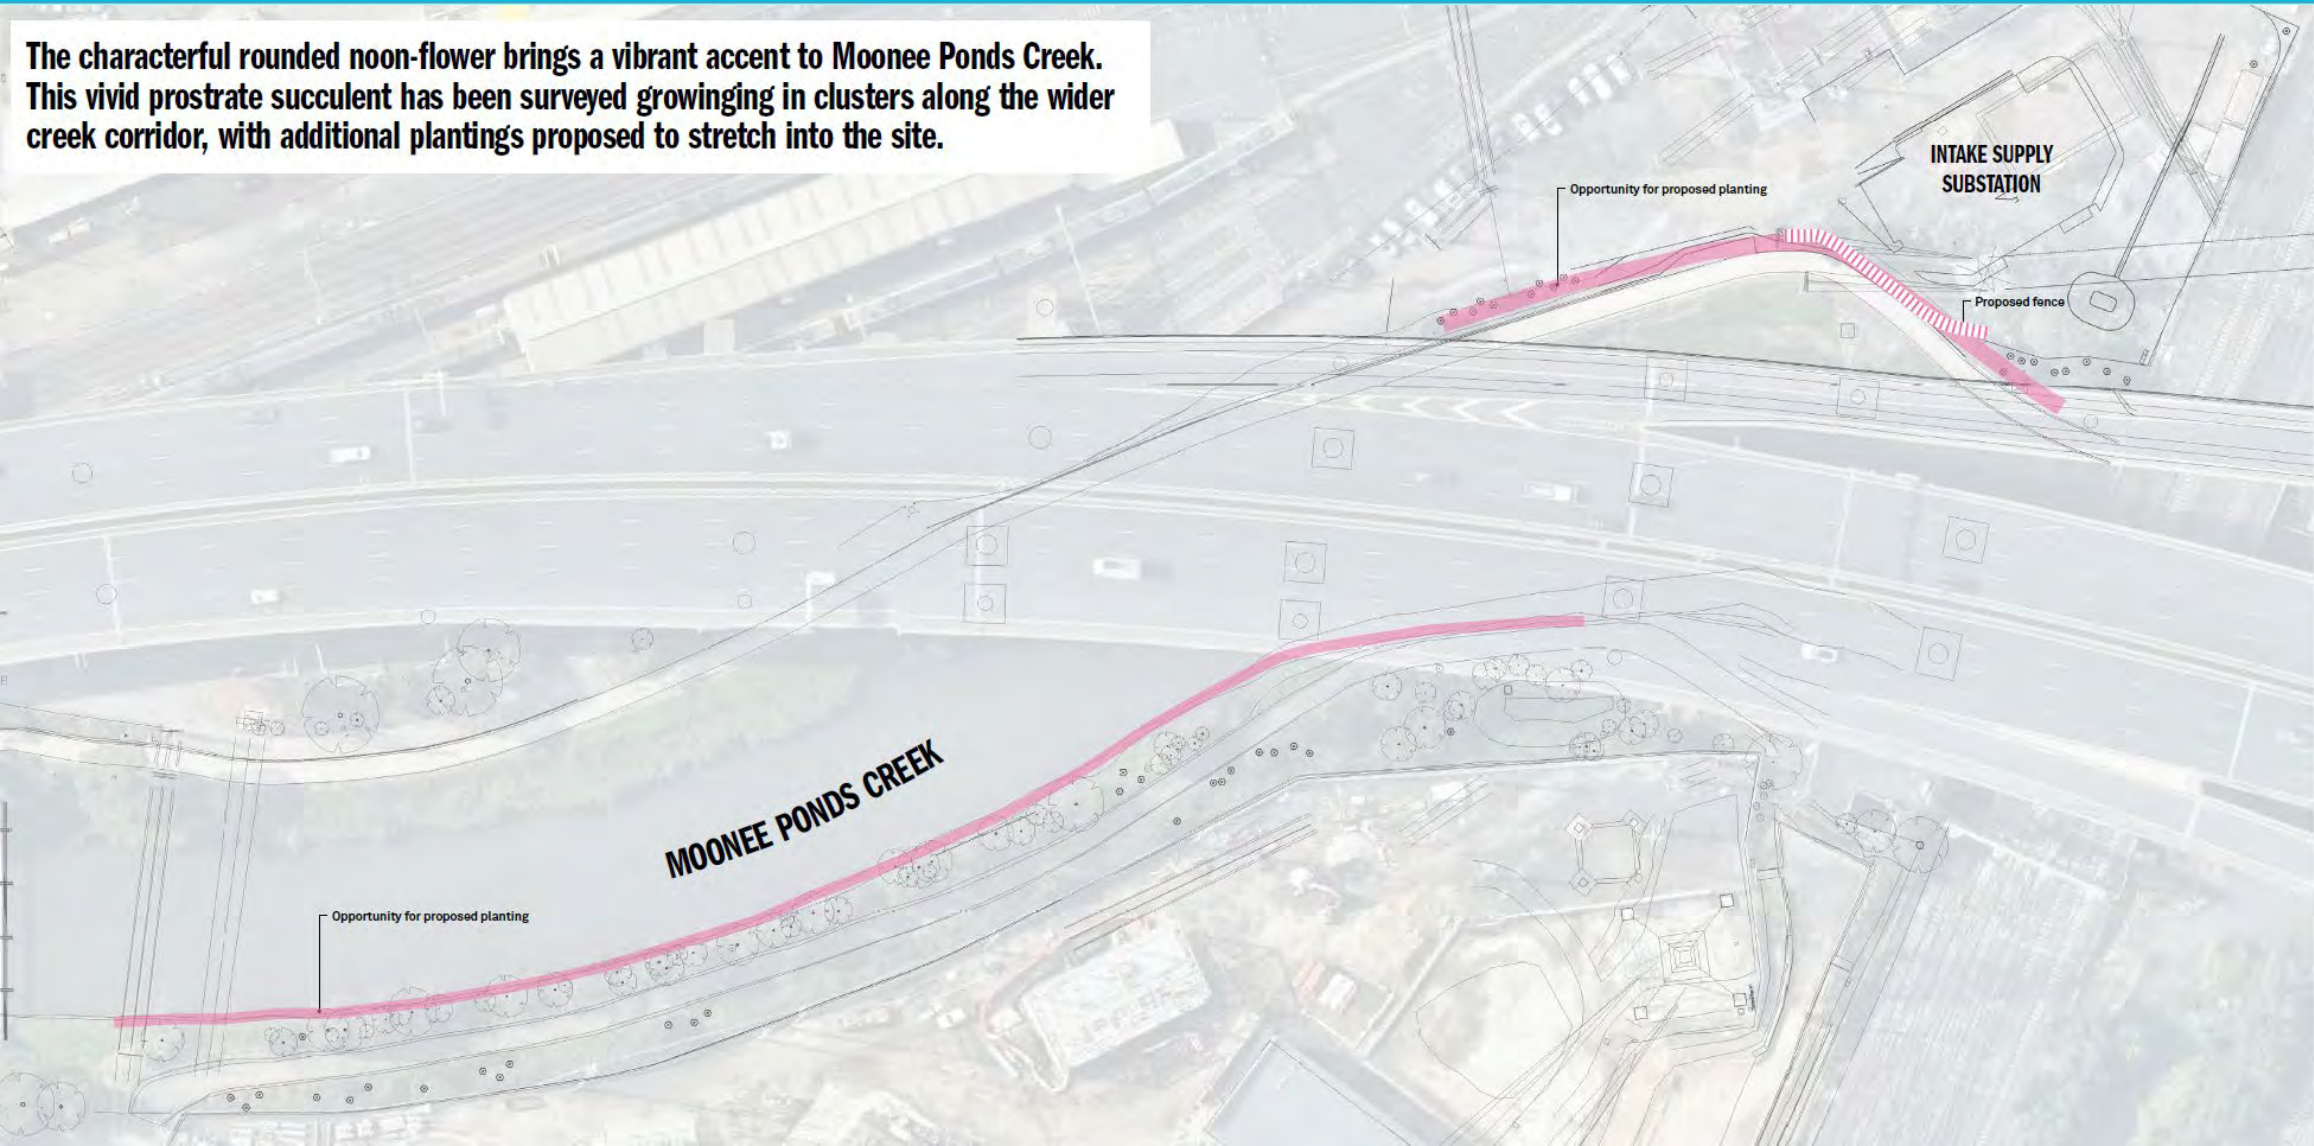 The characterful rounded noon-flower brings a vibrant accent to Moonee Ponds Creek.
This vivid prostrate succulent has been surveyed growinging in clusters along the wider
creek corridor, with additional plantings proposed to stretch into the site.
INTAKE SUPPLY
SUBSTATION
Opportunity for proposed planting
Proposed fence
MOONEE PONDS CREEK
Opportunity for proposed planting